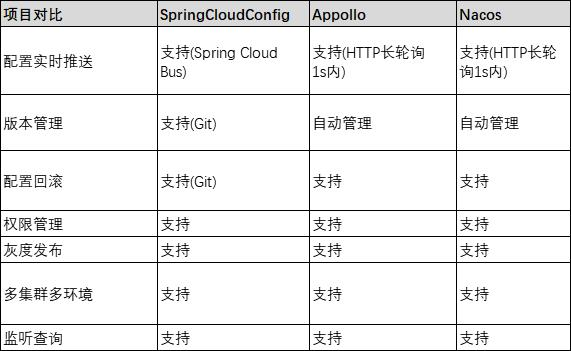 项目对比 SpringCloudConfig Appollo Nacos
配置实时推送 支持(Spring Cloud Bus) 支持(HTTP长轮询1s内) 支持(HTTP长轮询1s内)
版本管理 支持(Git) 自动管理 自动管理
配置回滚 支持(Git) 支持 支持
权限管理 支持 支持 支持
灰度发布 支持 支持 支持
多集群多环境 支持 支持 支持
监听查询 支持 支持 支持